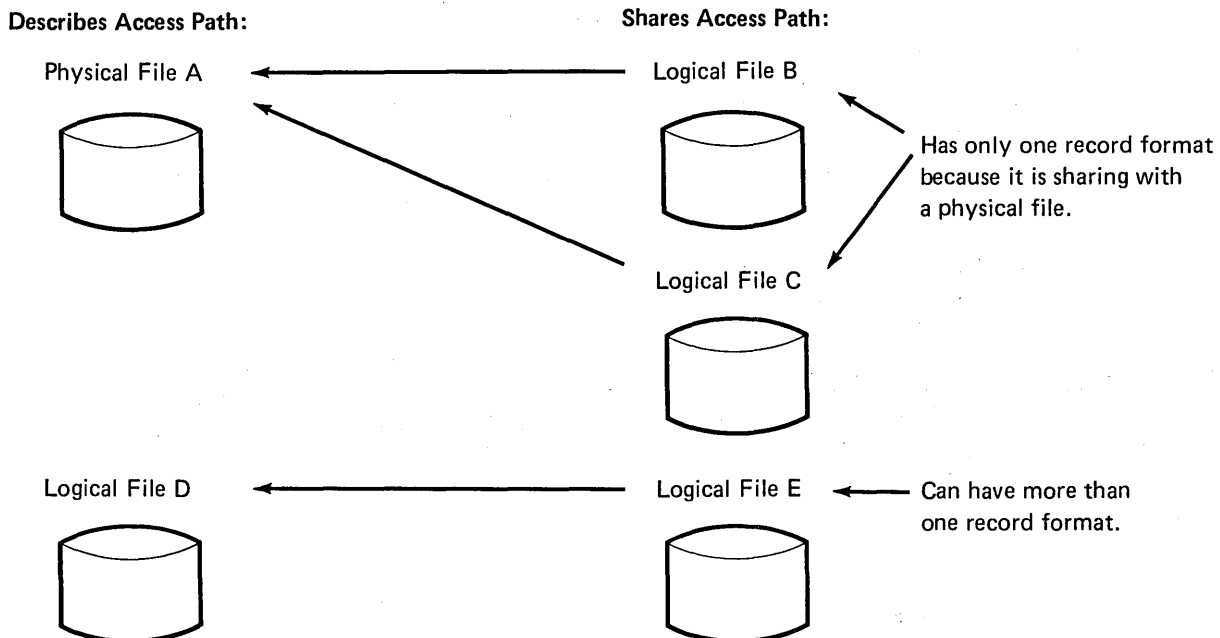 Describes Access Path:
Shares Access Path:
Physical File A
Logical File B
Has only one record format
because it is sharing with
a physical file.
Logical File C
Logical File D
Logical File E
Can have more than
one record format.